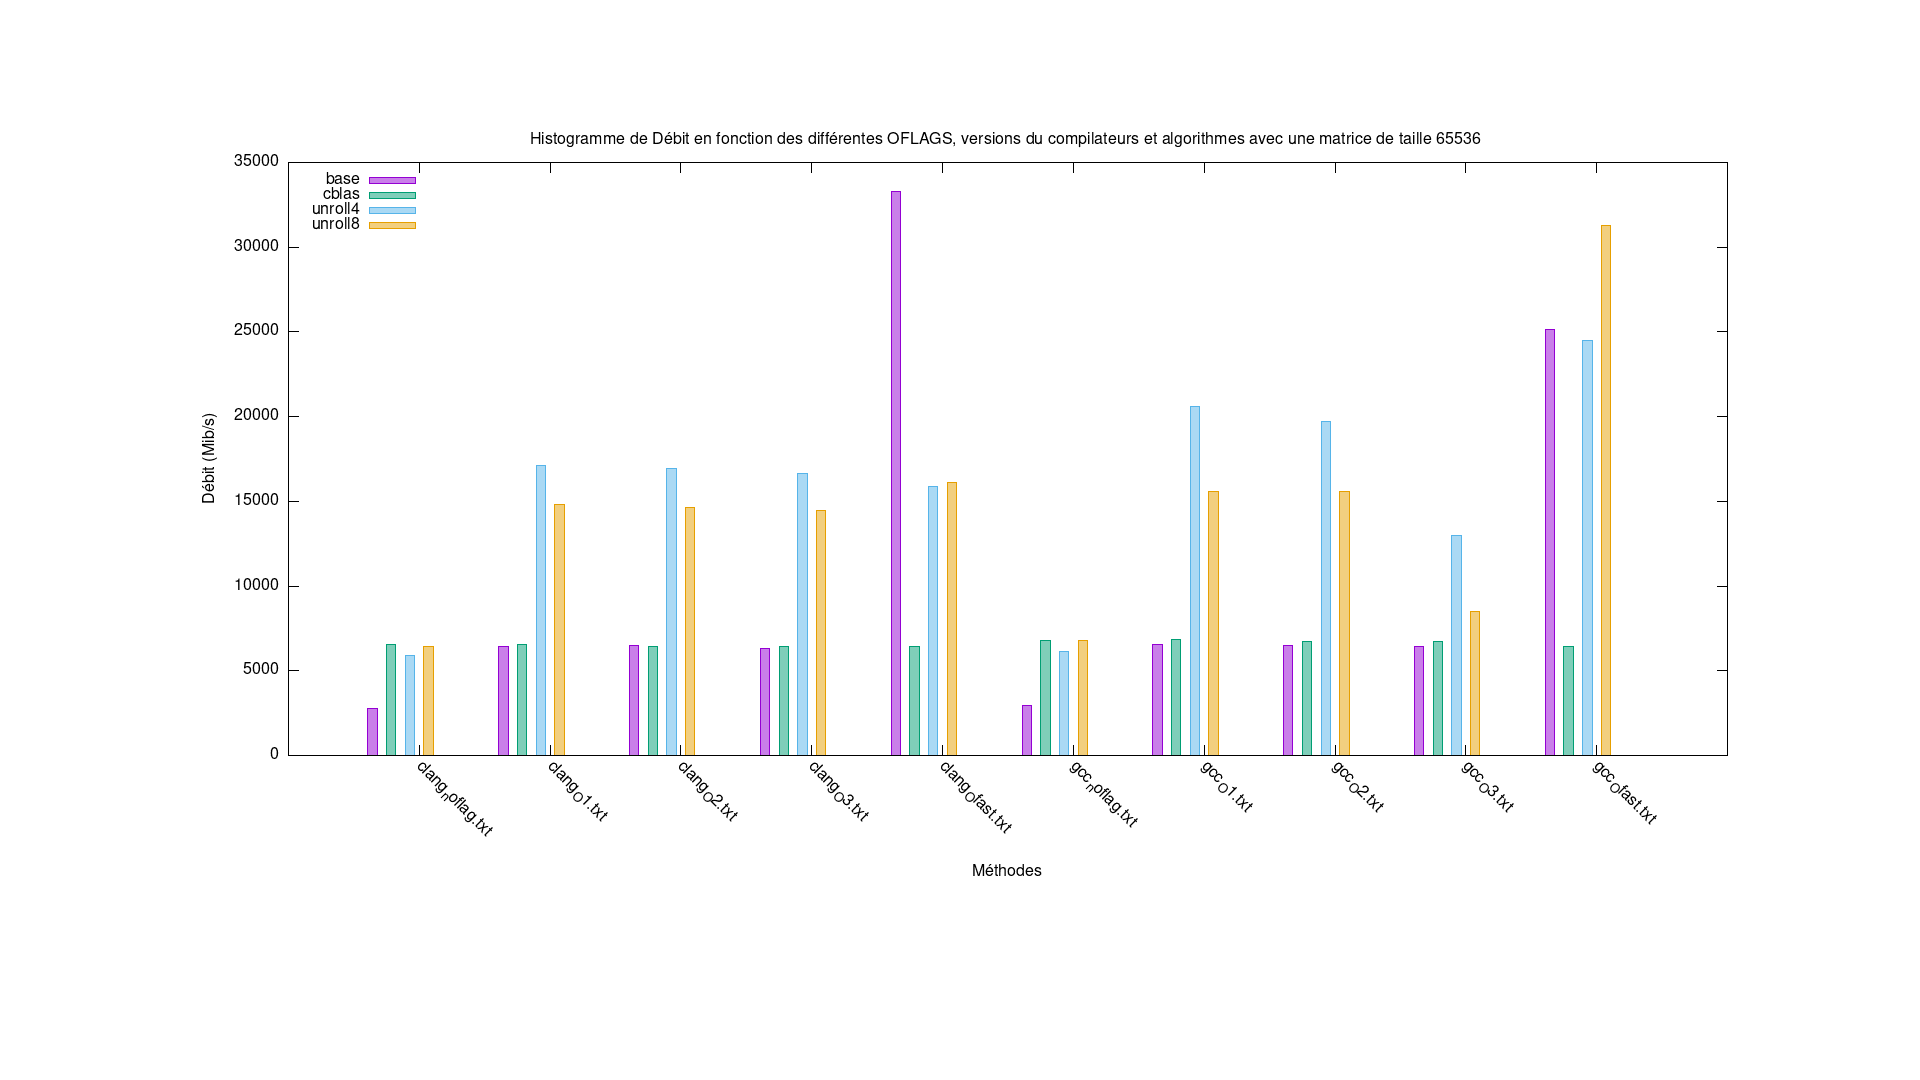 Histogramme de Débit en fonction des différentes OFLAGS, versions du compilateurs et algorithmes avec une matrice de taille 65536
base
cblas
unroll4
unroll8
35000
30000
25000
20000
15000
10000
5000
0
Débit (Mib/s)
clang_noflag.txt
clang_O1.txt
clang_O2.txt
clang_O3.txt
clang_Ofast.txt
gcc_noflag.txt
gcc_O1.txt
gcc_O2.txt
gcc_O3.txt
gcc_Ofast.txt
Méthodes